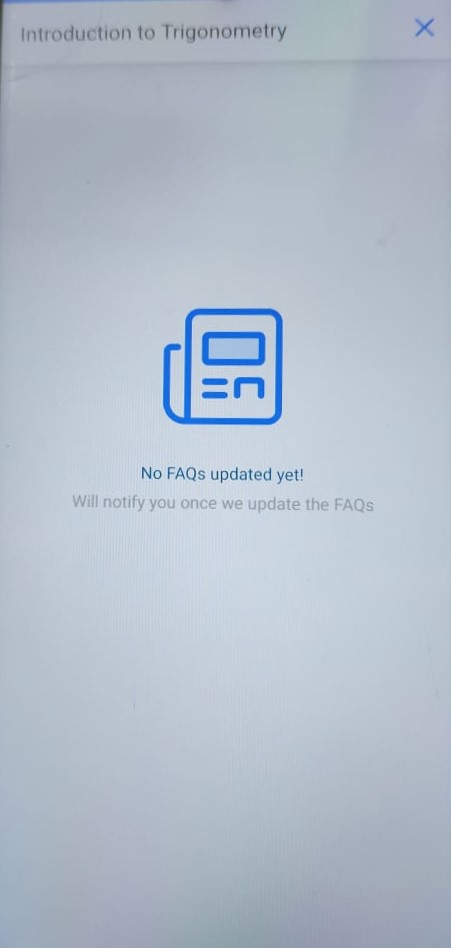 Introduction to Trigonometry
No FAQs updated yet!
Will notify you once we update the FAQs